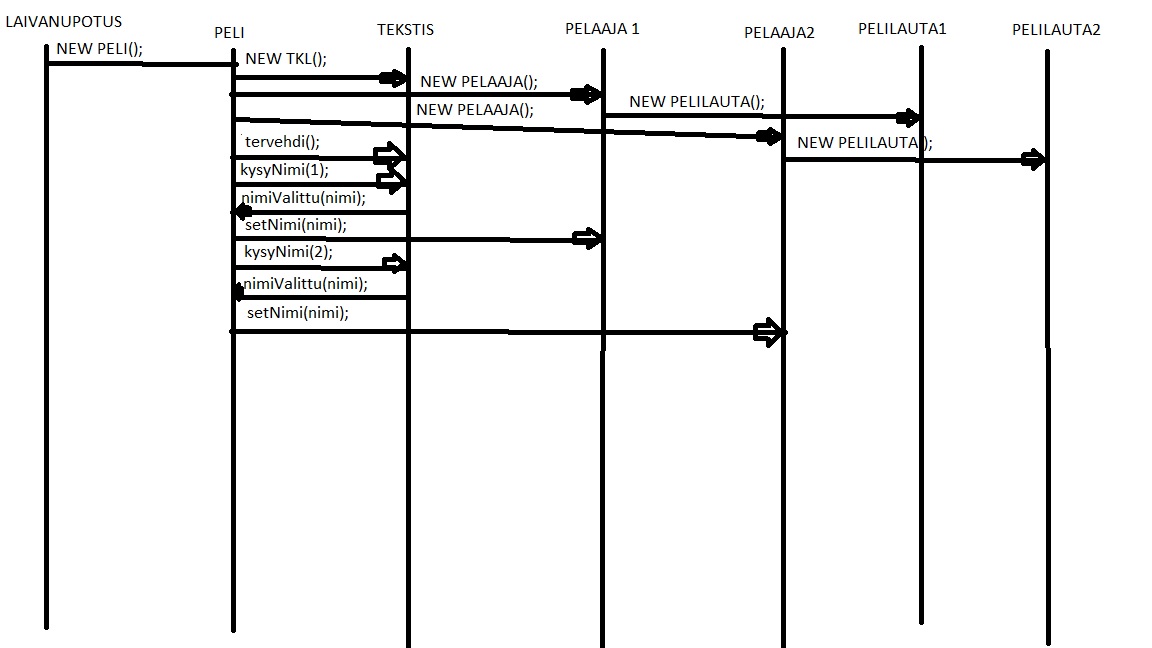 LAIVANUPOTUS
PELI
TEKSTIS
PELAAJA 1
PELAAJA2
PELILAUTA1
PELILAUTA2
NEW PELI();
NEW TKL();
NEW PELAAJA();
NEW PELILAUTA();
NEW PELAAJA();
NEW PELILAUTA();
tervehdi();
kysyNimi(1);
nimiValittu(nimi);
setNimi(nimi);
kysyNimi(2);
nimiValittu(nimi);
setNimi(nimi);